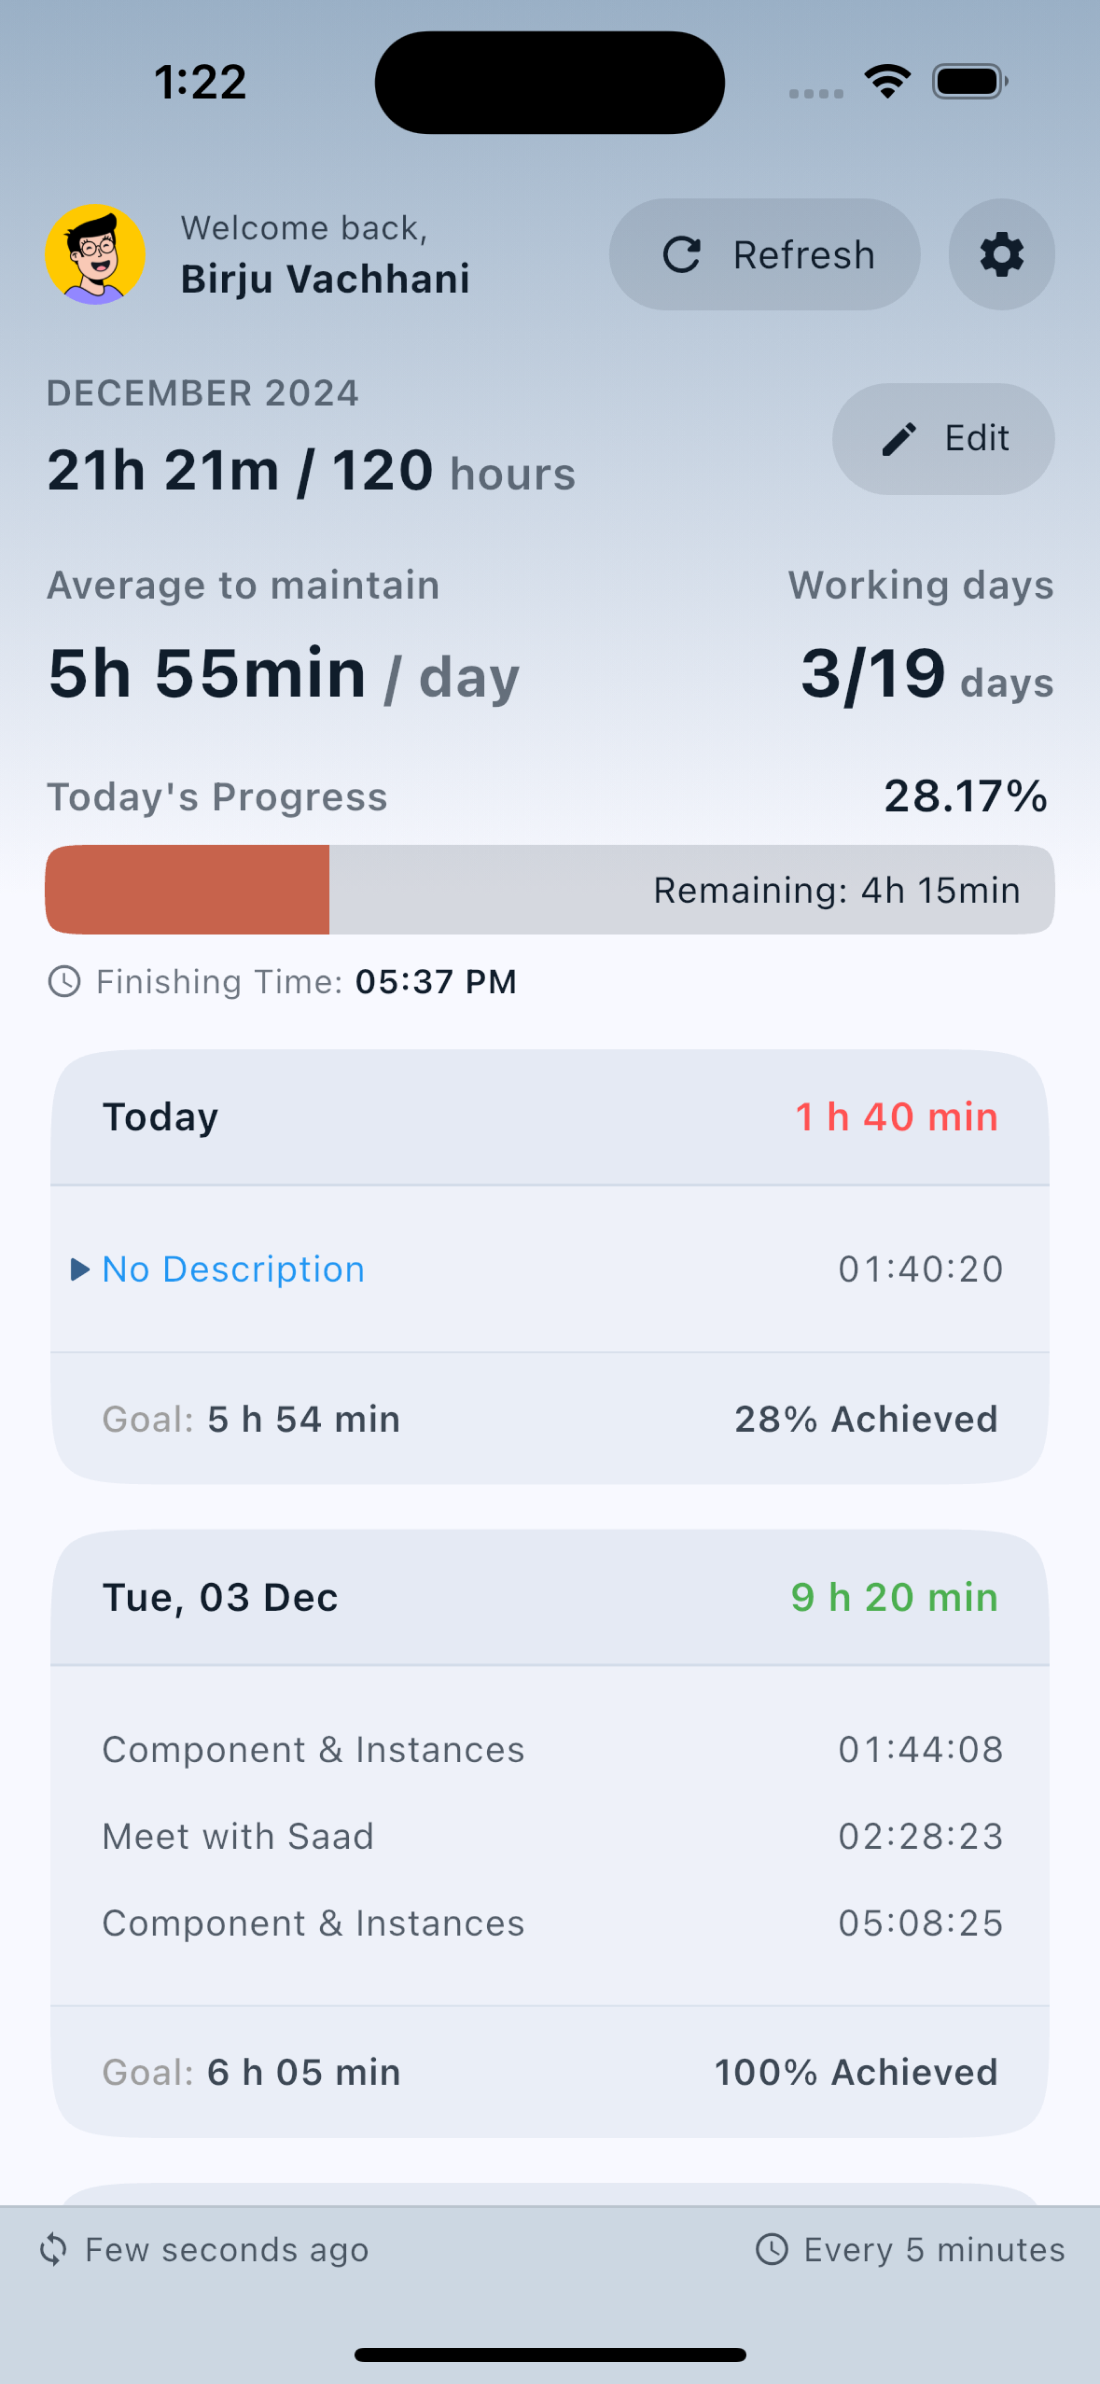 1:22
Welcome back,
Birju Vachhani
Refresh
DECEMBER 2024
21h 21m / 120 hours
Edit
Average to maintain
Working days
5h 55min / day
3/19 days
Today's Progress
28.17%
Remaining: 4h 15min
Finishing Time: 05:37 PM
Today
1 h 40 min
No Description
01:40:20
Goal: 5 h 54 min
28% Achieved
Tue, 03 Dec
9 h 20 min
Component & Instances
01:44:08
Meet with Saad
02:28:23
Component & Instances
05:08:25
Goal: 6 h 05 min
100% Achieved
Few seconds ago
Every 5 minutes